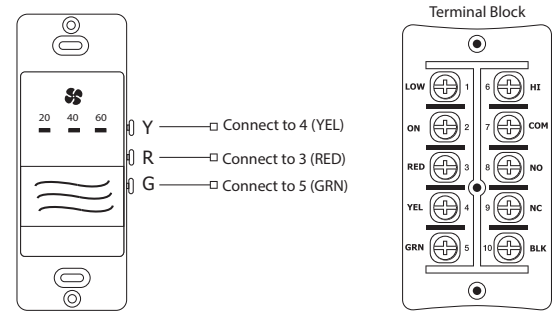 Terminal Block
20 40 60
Y Connect to 4 (YEL)
R Connect to 3 (RED)
G Connect to 5 (GRN)
LOW 1 6 HI
ON 2 7 COM
RED 3 8 NO
YEL 4 9 NC
GRN 5 10 BLK